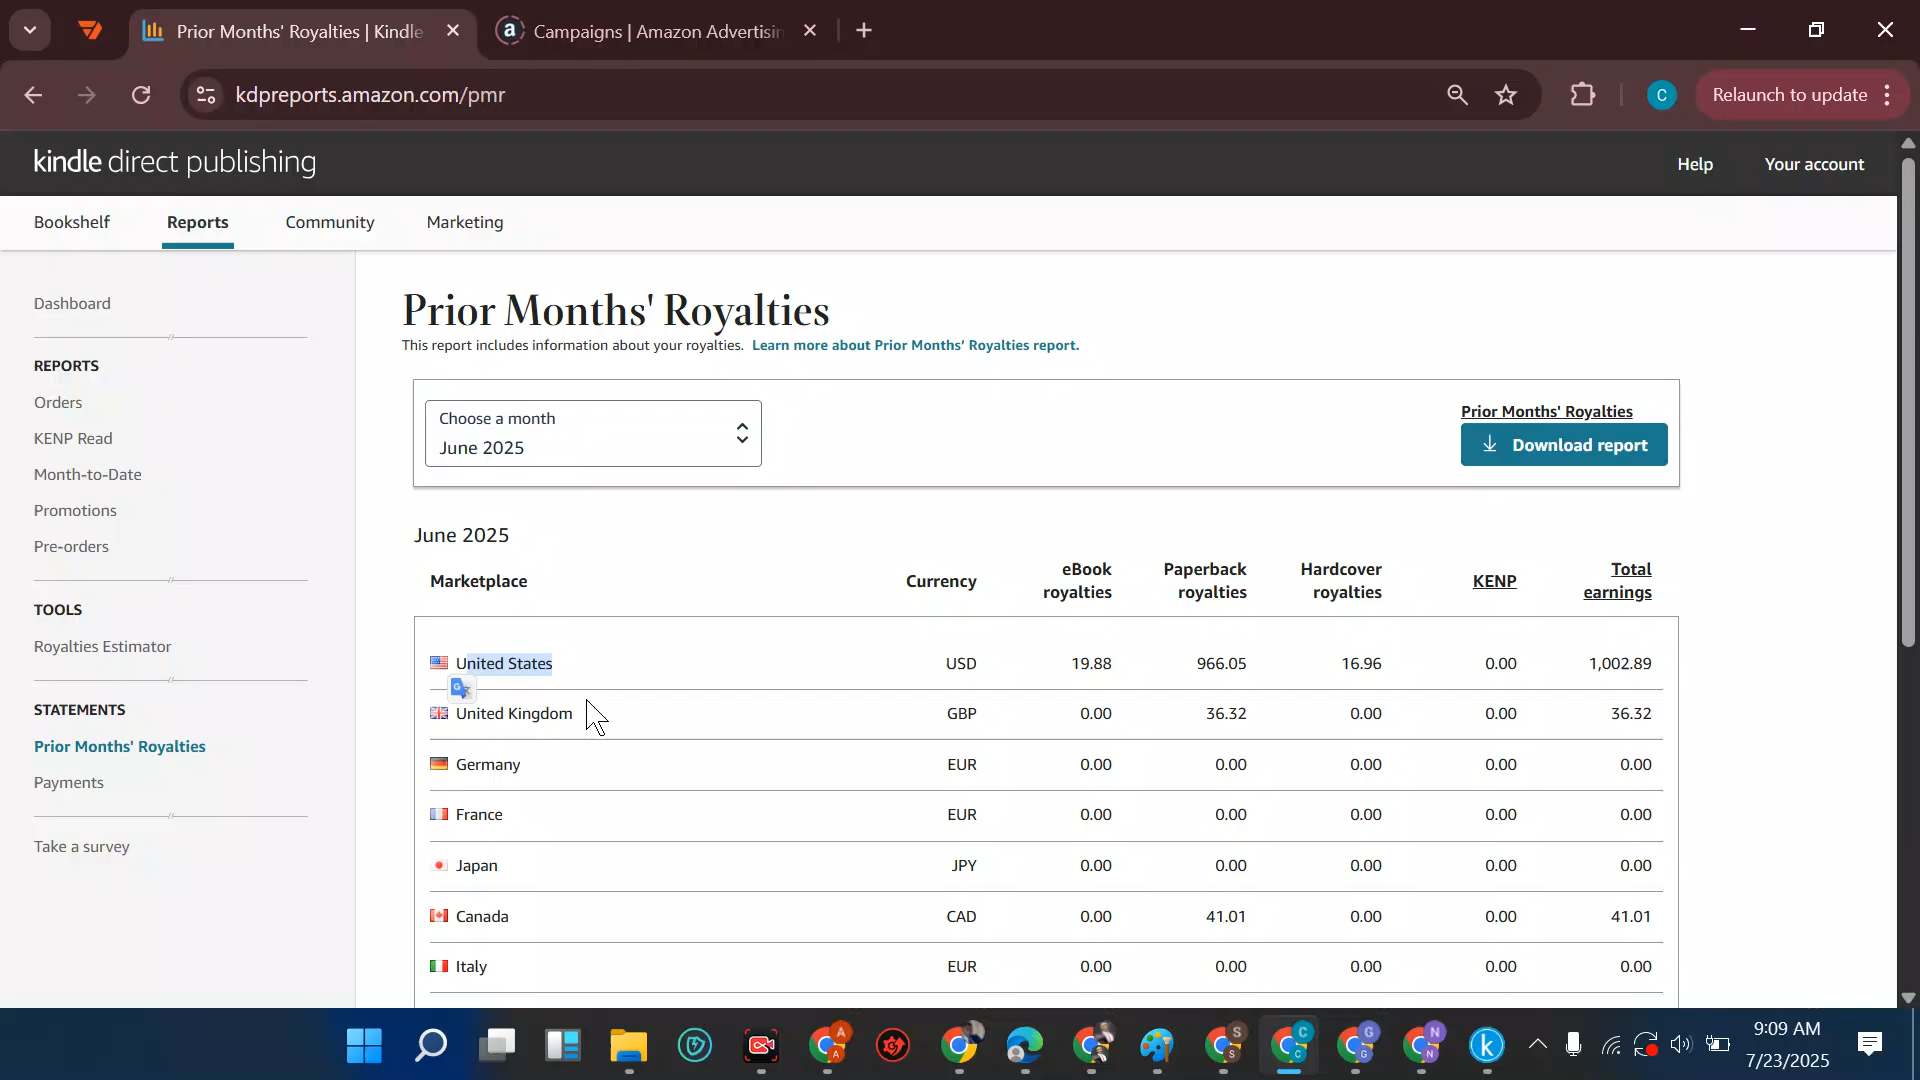 Prior Months' Royalties | Kindle
Campaigns | Amazon Advertisin
kdpreports.amazon.com/pmr
C
Relaunch to update
kindle direct publishing
Help
Your account
Bookshelf
Reports
Community
Marketing
Dashboard
REPORTS
Orders
KENP Read
Month-to-Date
Promotions
Pre-orders
TOOLS
Royalties Estimator
STATEMENTS
Prior Months' Royalties
Payments
Take a survey
Prior Months' Royalties
This report includes information about your royalties. Learn more about Prior Months' Royalties report.
Choose a month
June 2025
Prior Months' Royalties
Download report
June 2025
Marketplace Currency eBook royalties Paperback royalties Hardcover royalties KENP Total earnings
United States USD 19.88 966.05 16.96 0.00 1,002.89
United Kingdom GBP 0.00 36.32 0.00 0.00 36.32
Germany EUR 0.00 0.00 0.00 0.00 0.00
France EUR 0.00 0.00 0.00 0.00 0.00
Japan JPY 0.00 0.00 0.00 0.00 0.00
Canada CAD 0.00 41.01 0.00 0.00 41.01
Italy EUR 0.00 0.00 0.00 0.00 0.00
9:09 AM
7/23/2025